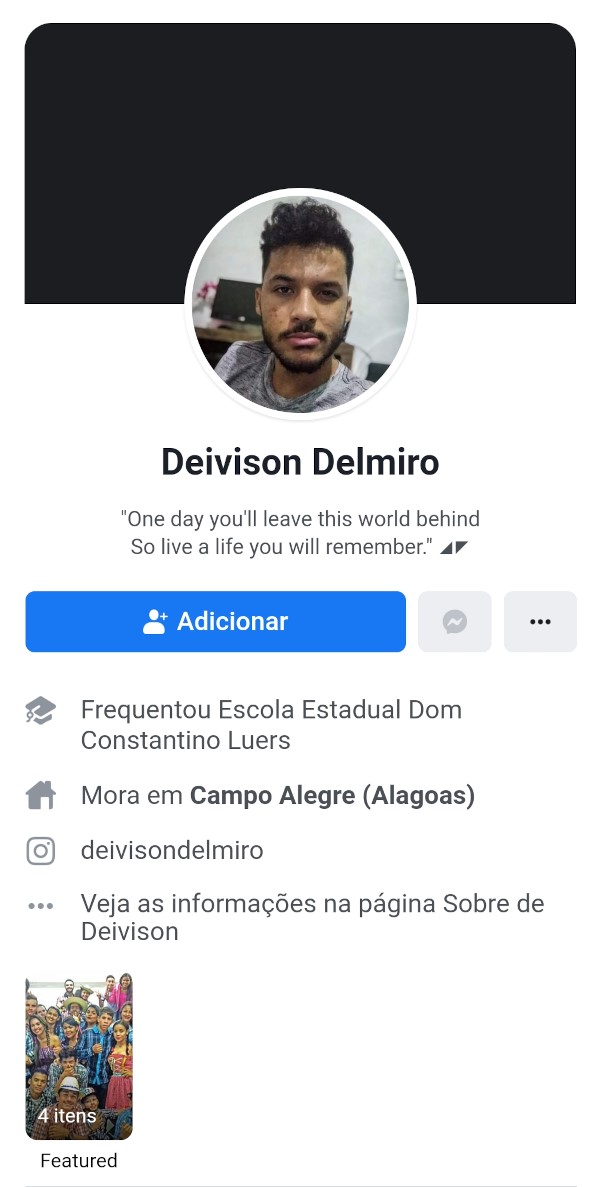 Deivison Delmiro
"One day you'll leave this world behind
So live a life you will remember." ◢◤
Adicionar
Frequentou Escola Estadual Dom
Constantino Luers
Mora em Campo Alegre (Alagoas)
deivisondelmiro
Veja as informações na página Sobre de
Deivison
4 itens
Featured